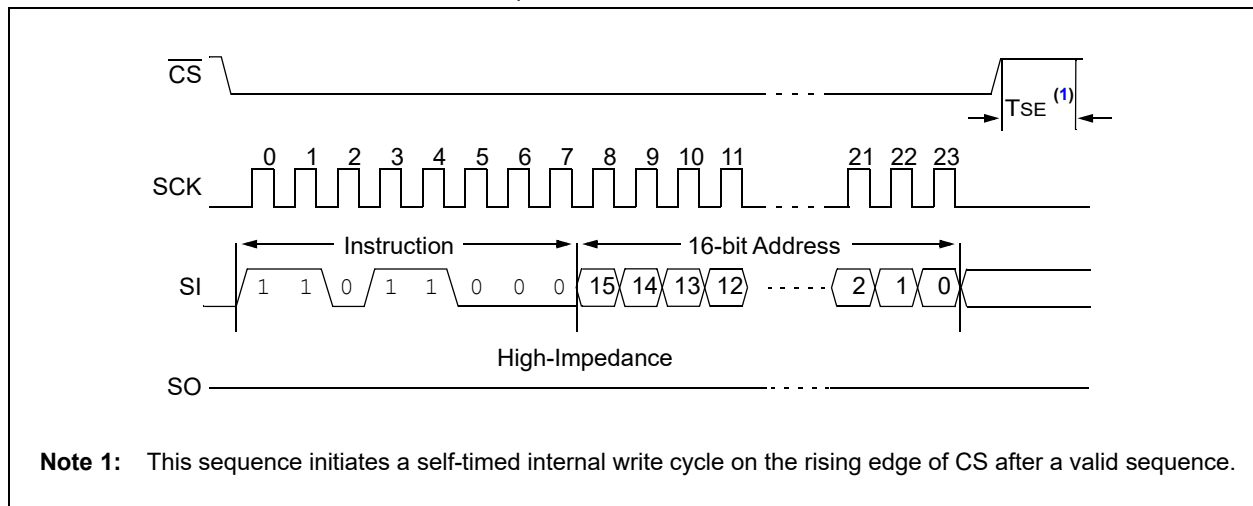 CS
TSE (1)
0 1 2 3 4 5 6 7 8 9 10 11 21 22 23
SCK
Instruction 16-bit Address
SI 1 1 0 1 1 0 0 0 15 14 13 12 2 1 0
High-Impedance
SO
Note 1: This sequence initiates a self-timed internal write cycle on the rising edge of CS after a valid sequence.